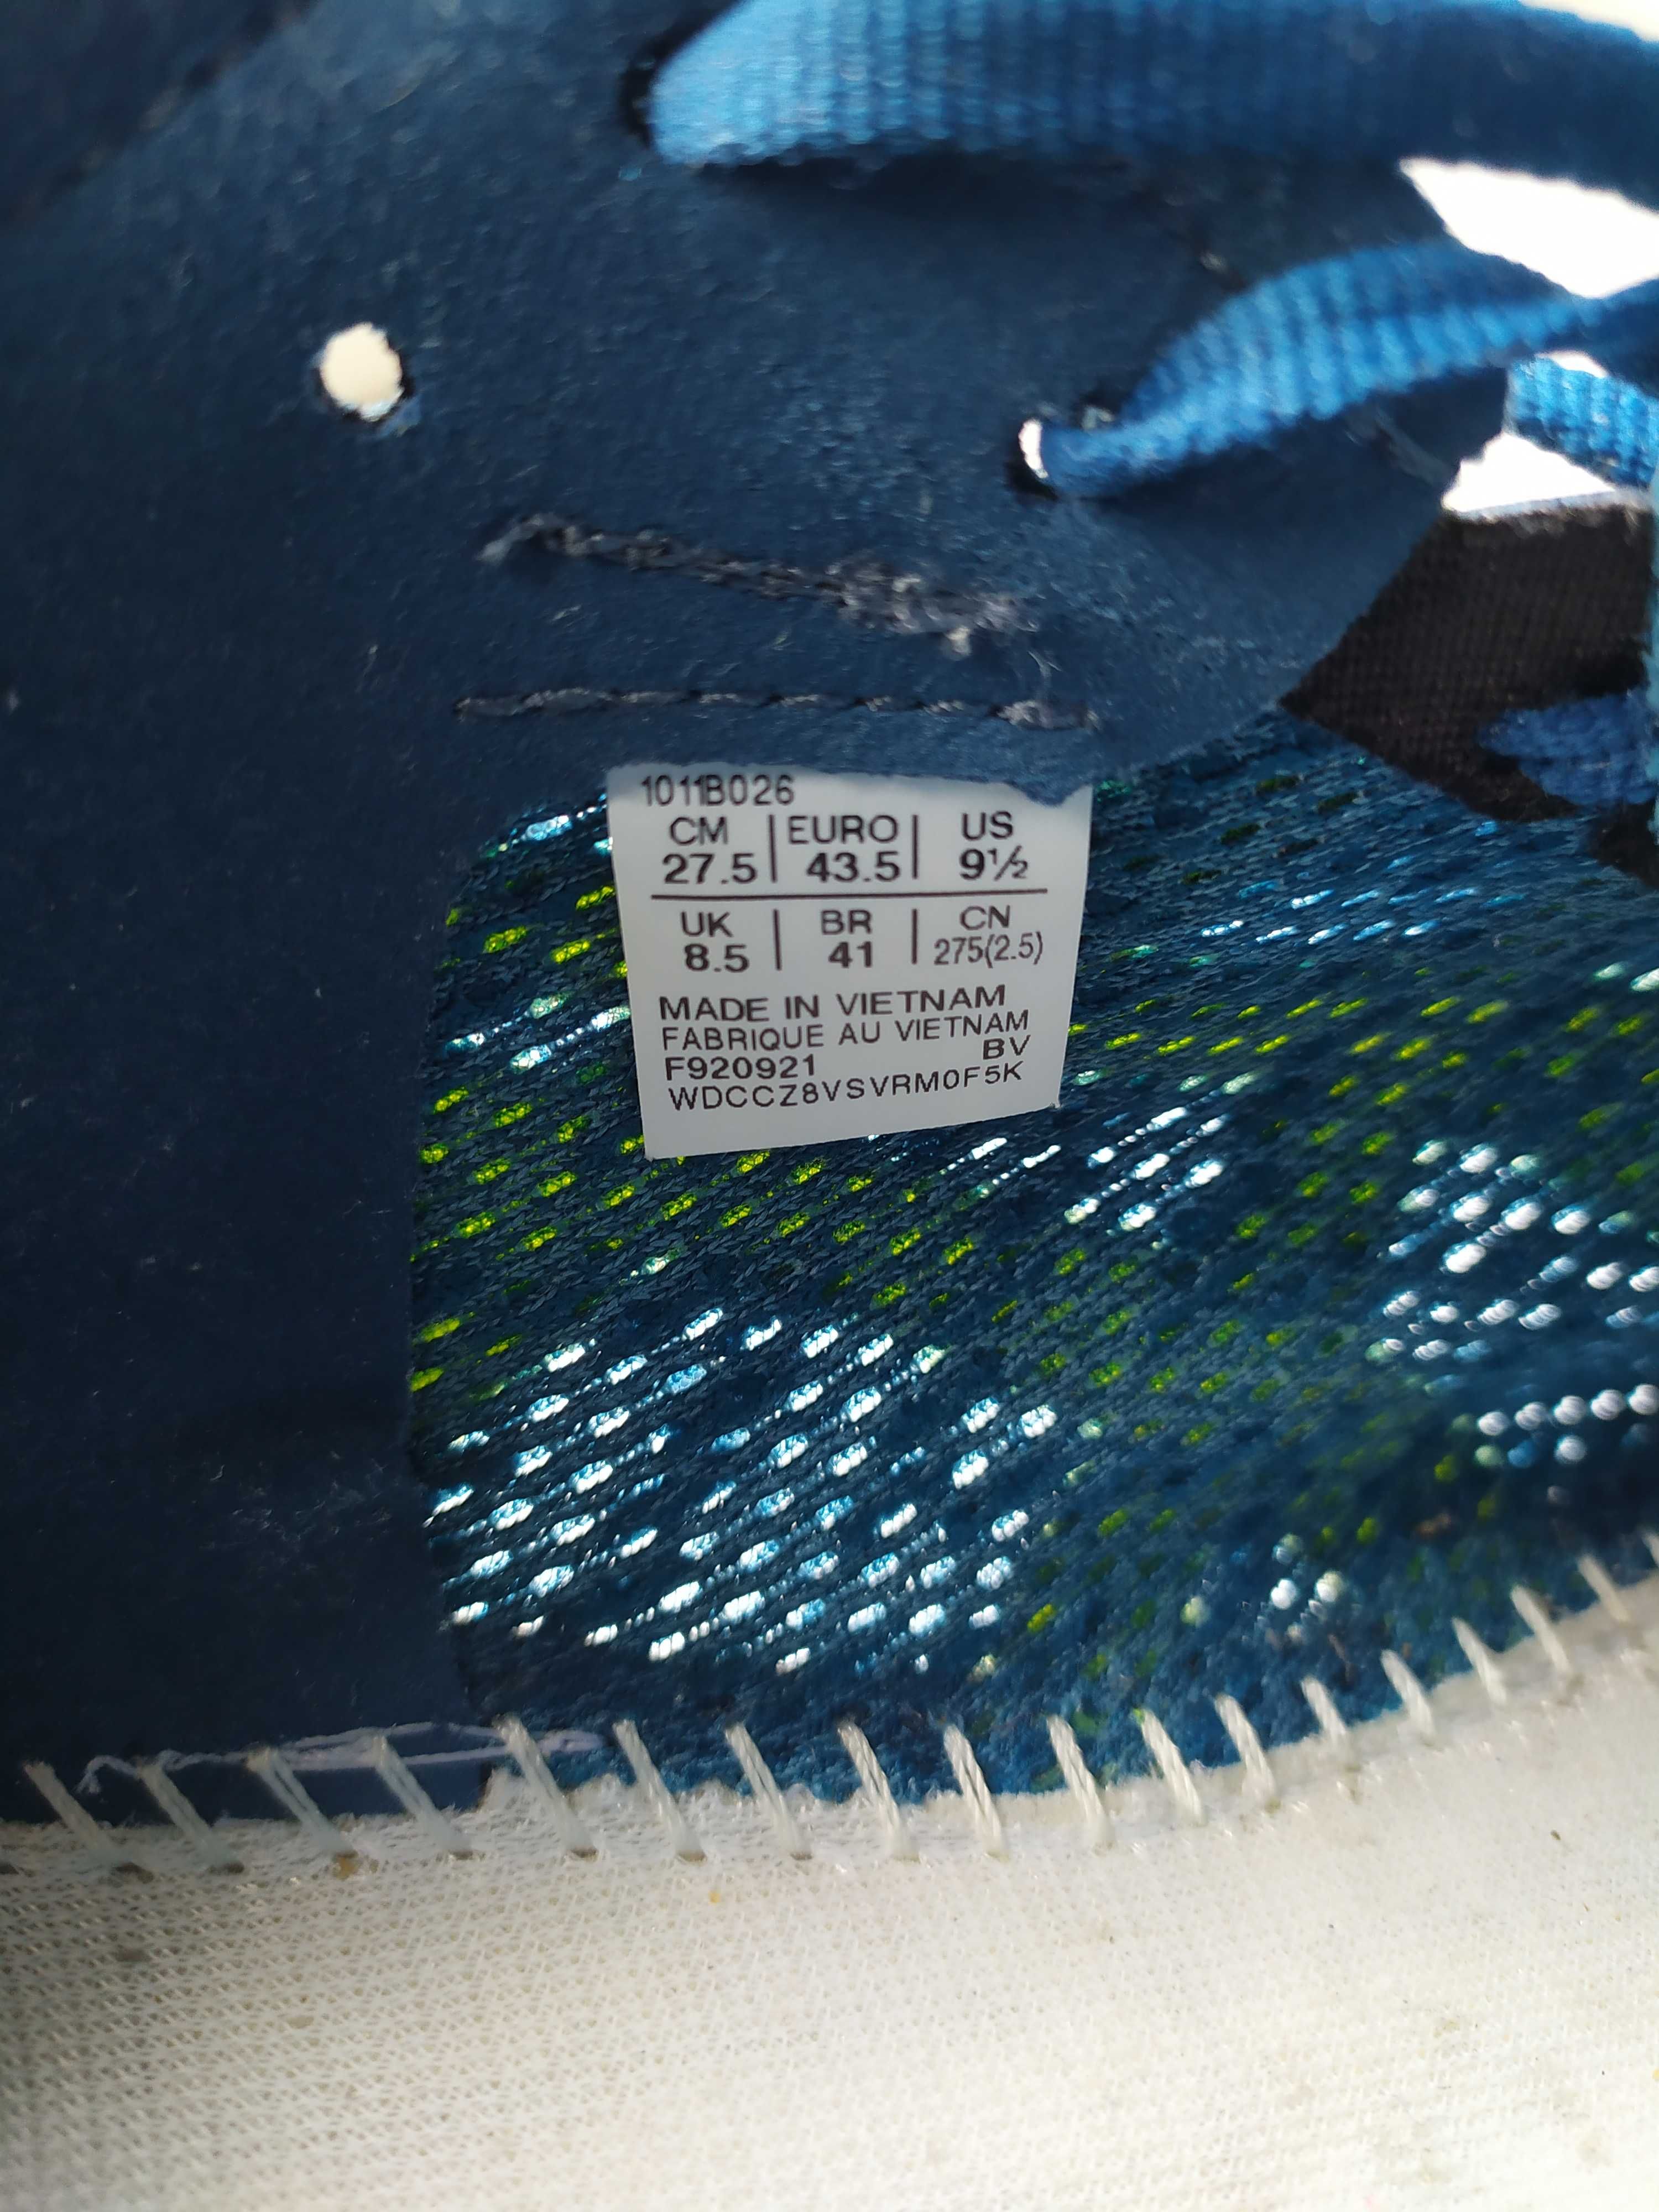 1011B026
CM | EURO | US
27.5 | 43.5 | 9½
UK | BR | CN
8.5 | 41 | 275(2.5)
MADE IN VIETNAM
FABRIQUE AU VIETNAM
BV
F920921
WDCCZ8VSVRM0F5K